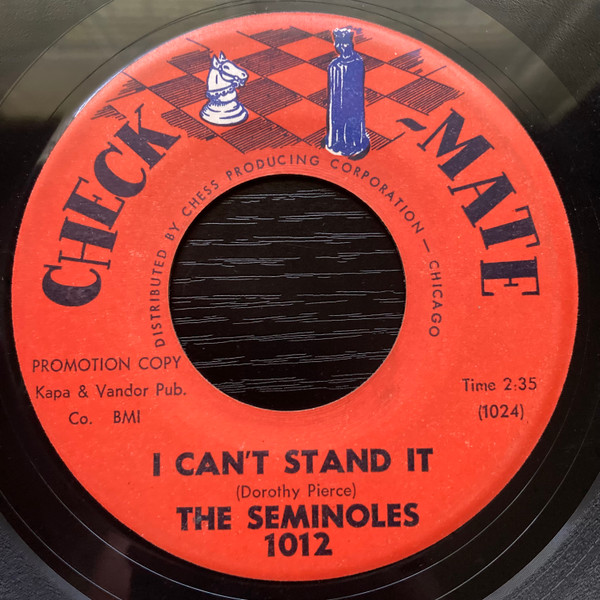 CHECK-MATE
DISTRIBUTED BY CHESS PRODUCING CORPORATION — CHICAGO
PROMOTION COPY
Kapa & Vandor Pub.
Co. BMI
Time 2:35
(1024)
I CAN'T STAND IT
(Dorothy Pierce)
THE SEMINOLES
1012